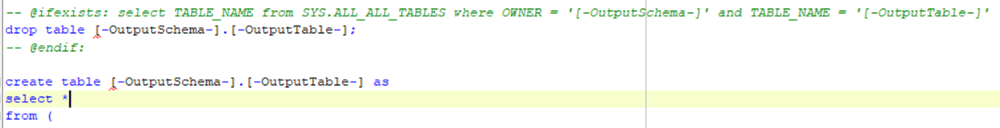 -- @ifexists: select TABLE_NAME from SYS.ALL_ALL_TABLES where OWNER = '[-OutputSchema-]' and TABLE_NAME = '[-OutputTable-]'
drop table [-OutputSchema-].[-OutputTable-];
-- @endif:
create table [-OutputSchema-].[-OutputTable-] as
select *
from (